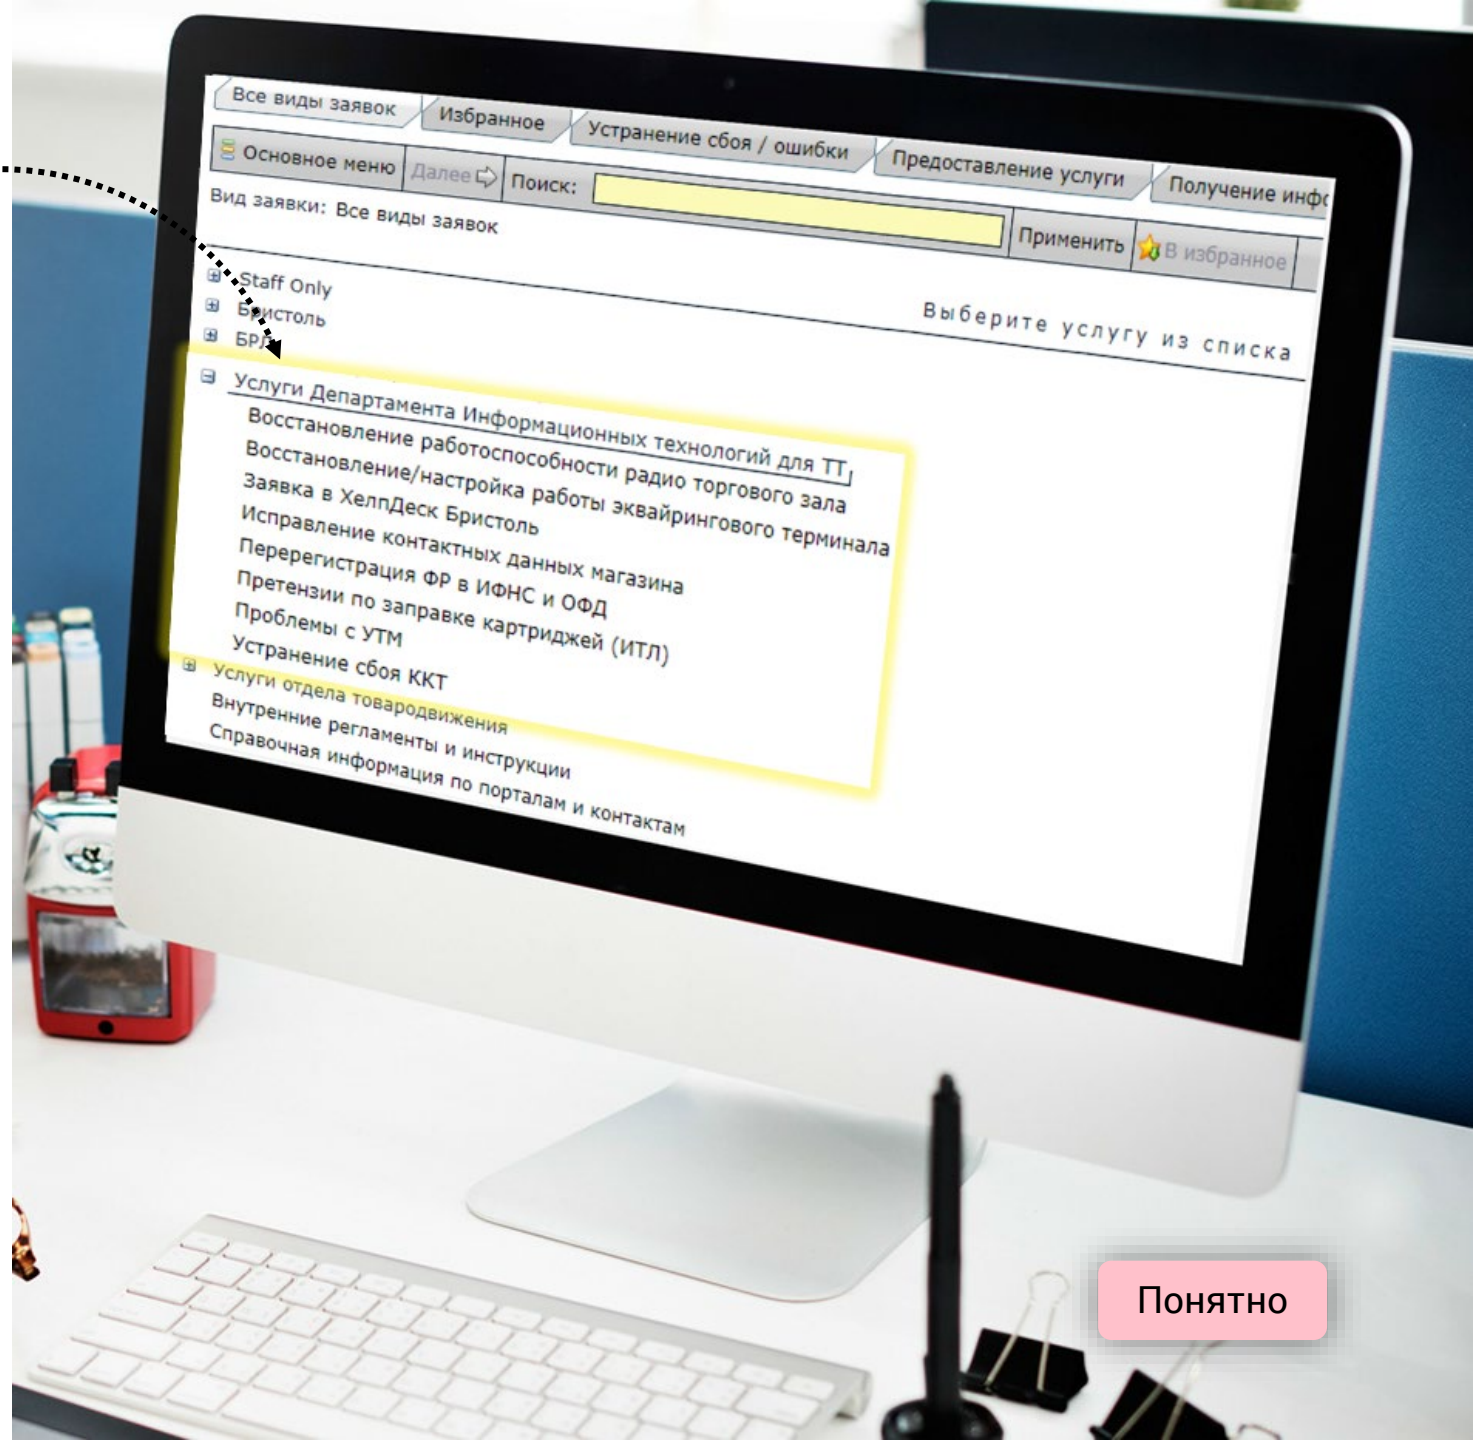 Все виды заявок
Избранное
Устранение сбоя / ошибки
Предоставление услуги
Получение инфо
Основное меню
Далее
Поиск:
Применить
В избранное
Вид заявки: Все виды заявок
Выберите услугу из списка
Staff Only
Бристоль
БРЛ
Услуги Департамента Информационных технологий для ТТ,
Восстановление работоспособности радио торгового зала
Восстановление/настройка работы эквайрингового терминала
Заявка в ХелпДеск Бристоль
Исправление контактных данных магазина
Перерегистрация ФР в ИФНС и ОФД
Претензии по заправке картриджей (ИТЛ)
Проблемы с УТМ
Устранение сбоя ККТ
Услуги отдела товародвижения
Внутренние регламенты и инструкции
Справочная информация по порталам и контактам
Понятно